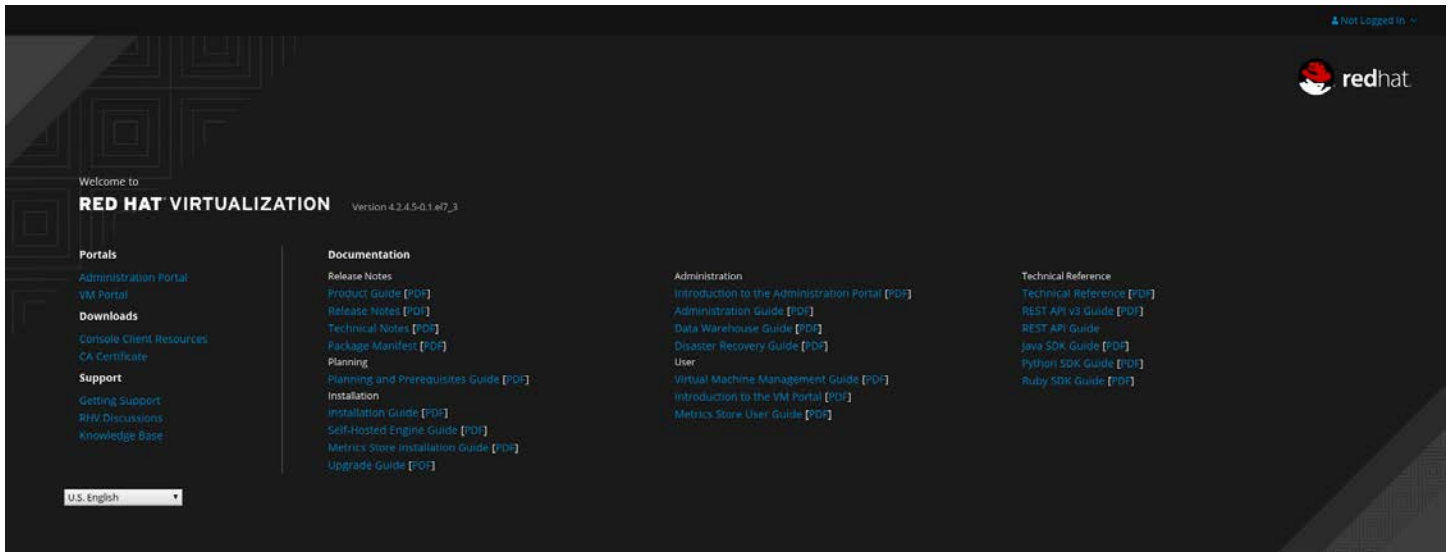 Not Logged In
redhat.
Welcome to
RED HAT VIRTUALIZATION Version 4.2.4.5-0.1.el7_3
Portals
Administration Portal
VM Portal
Downloads
Console Client Resources
CA Certificate
Support
Getting Support
RHV Discussions
Knowledge Base
Documentation
Release Notes
Product Guide [PDF]
Release Notes [PDF]
Technical Notes [PDF]
Package Manifest [PDF]
Planning
Planning and Prerequisites Guide [PDF]
Installation
Installation Guide [PDF]
Self-Hosted Engine Guide [PDF]
Metrics Store Installation Guide [PDF]
Upgrade Guide [PDF]
Administration
Introduction to the Administration Portal [PDF]
Administration Guide [PDF]
Data Warehouse Guide [PDF]
Disaster Recovery Guide [PDF]
User
Virtual Machine Management Guide [PDF]
Introduction to the VM Portal [PDF]
Metrics Store User Guide [PDF]
Technical Reference
Technical Reference [PDF]
REST API v3 Guide [PDF]
REST API Guide
Java SDK Guide [PDF]
Python SDK Guide [PDF]
Ruby SDK Guide [PDF]
U.S. English